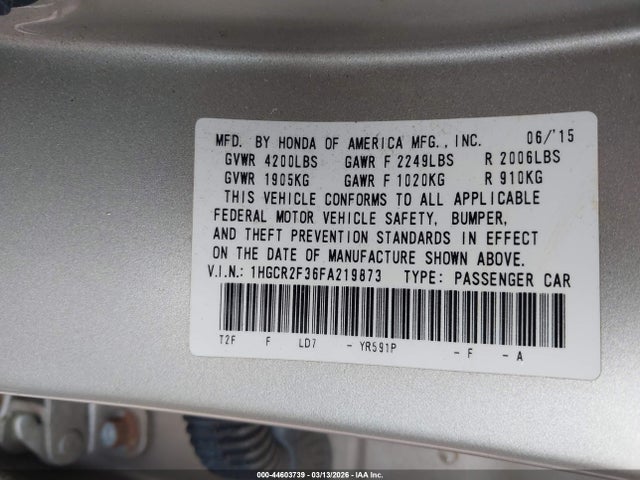 MFD. BY HONDA OF AMERICA MFG., INC. 06/'15
GVWR 4200LBS GAWR F 2249LBS R 2006LBS
GVWR 1905KG GAWR F 1020KG R 910KG
THIS VEHICLE CONFORMS TO ALL APPLICABLE
FEDERAL MOTOR VEHICLE SAFETY, BUMPER,
AND THEFT PREVENTION STANDARDS IN EFFECT
ON THE DATE OF MANUFACTURE SHOWN ABOVE.
V.I.N.: 1HGCR2F36FA219873 TYPE: PASSENGER CAR
T2F F LD7 - YR591P - F - A
000-44603739 - 03/13/2026 - IAA Inc.